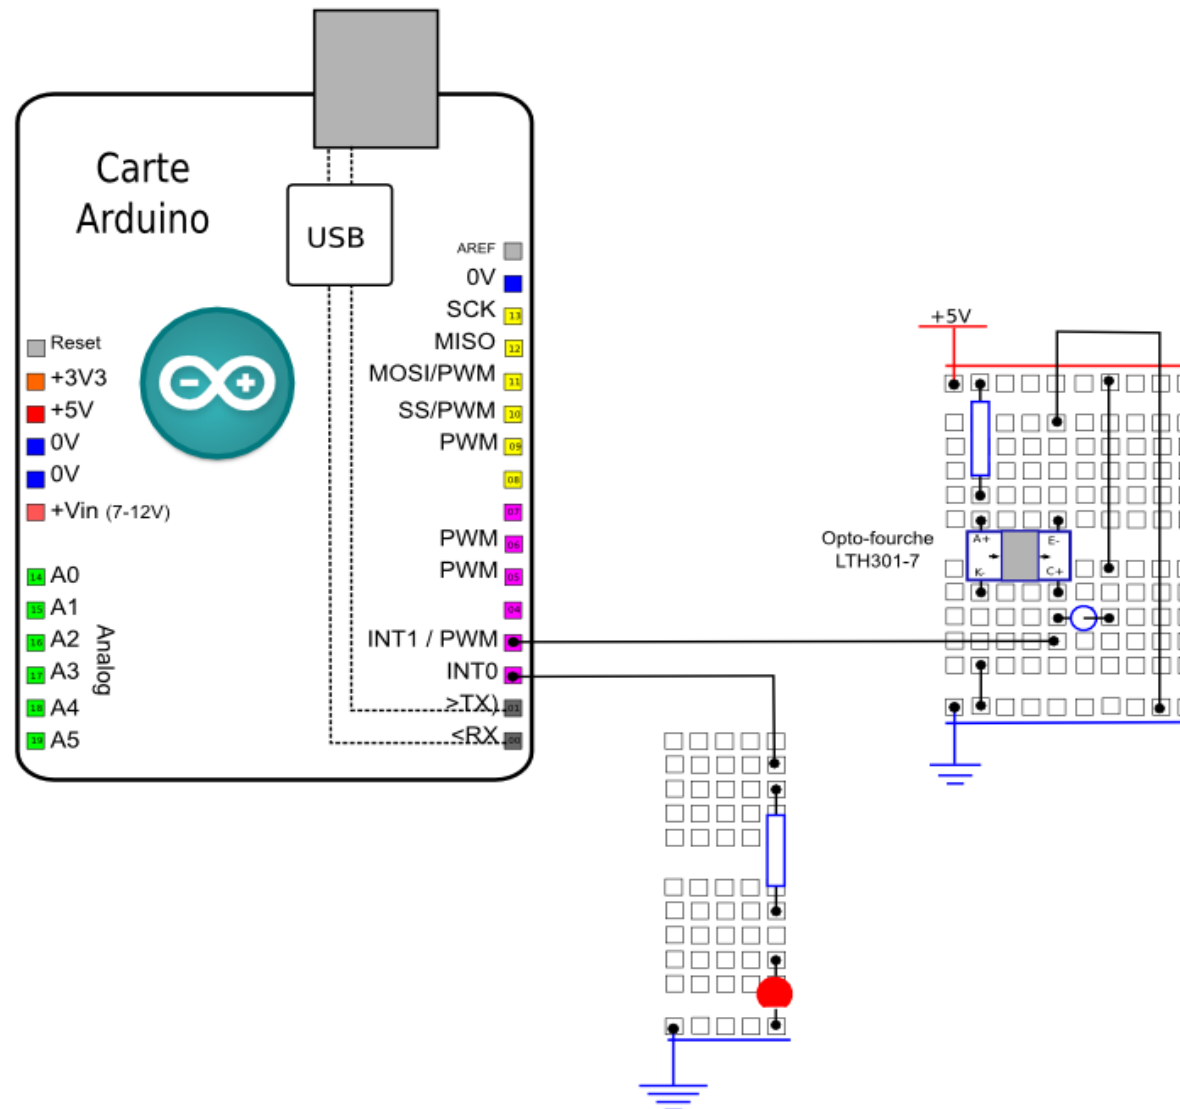 Carte
Arduino
USB
AREF
0V
SCK
13
MISO
12
MOSI/PWM
11
SS/PWM
10
PWM
09
08
07
PWM
06
PWM
05
04
INT1 / PWM
INT0
>TX)
01
<RX
00
Reset
+3V3
+5V
0V
0V
+Vin (7-12V)
14 A0
15 A1
16 A2
17 A3
18 A4
19 A5
Analog
+5V
Opto-fourche
LTH301-7
A+
E-
K-
C+